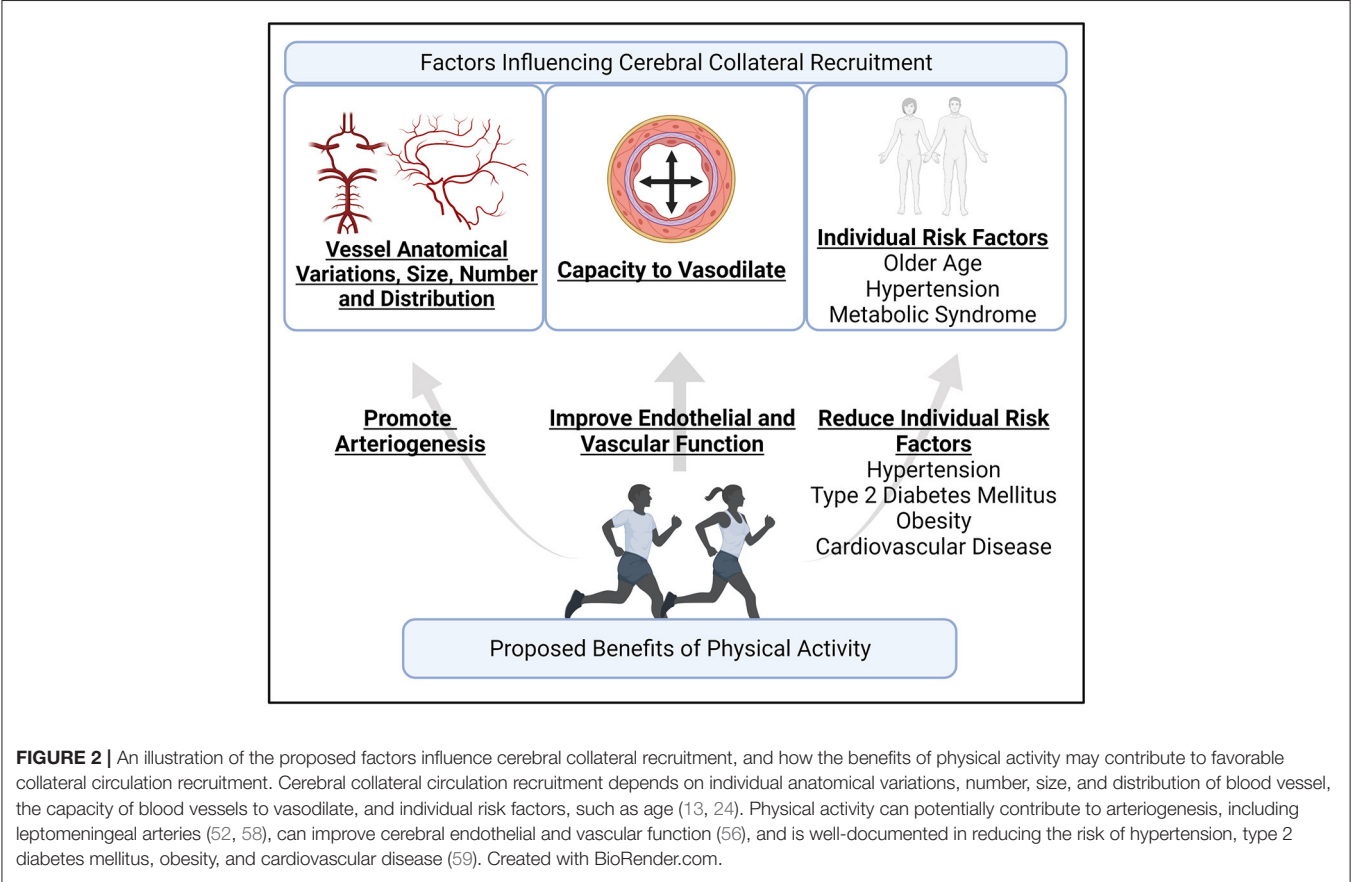 Factors Influencing Cerebral Collateral Recruitment
Vessel Anatomical
Variations, Size, Number
and Distribution
Capacity to Vasodilate
Individual Risk Factors
Older Age
Hypertension
Metabolic Syndrome
Promote
Arteriogenesis
Improve Endothelial and
Vascular Function
Reduce Individual Risk
Factors
Hypertension
Type 2 Diabetes Mellitus
Obesity
Cardiovascular Disease
Proposed Benefits of Physical Activity
FIGURE 2 | An illustration of the proposed factors influence cerebral collateral recruitment, and how the benefits of physical activity may contribute to favorable
collateral circulation recruitment. Cerebral collateral circulation recruitment depends on individual anatomical variations, number, size, and distribution of blood vessel,
the capacity of blood vessels to vasodilate, and individual risk factors, such as age (13, 24). Physical activity can potentially contribute to arteriogenesis, including
leptomeningeal arteries (52, 58), can improve cerebral endothelial and vascular function (56), and is well-documented in reducing the risk of hypertension, type 2
diabetes mellitus, obesity, and cardiovascular disease (59). Created with BioRender.com.